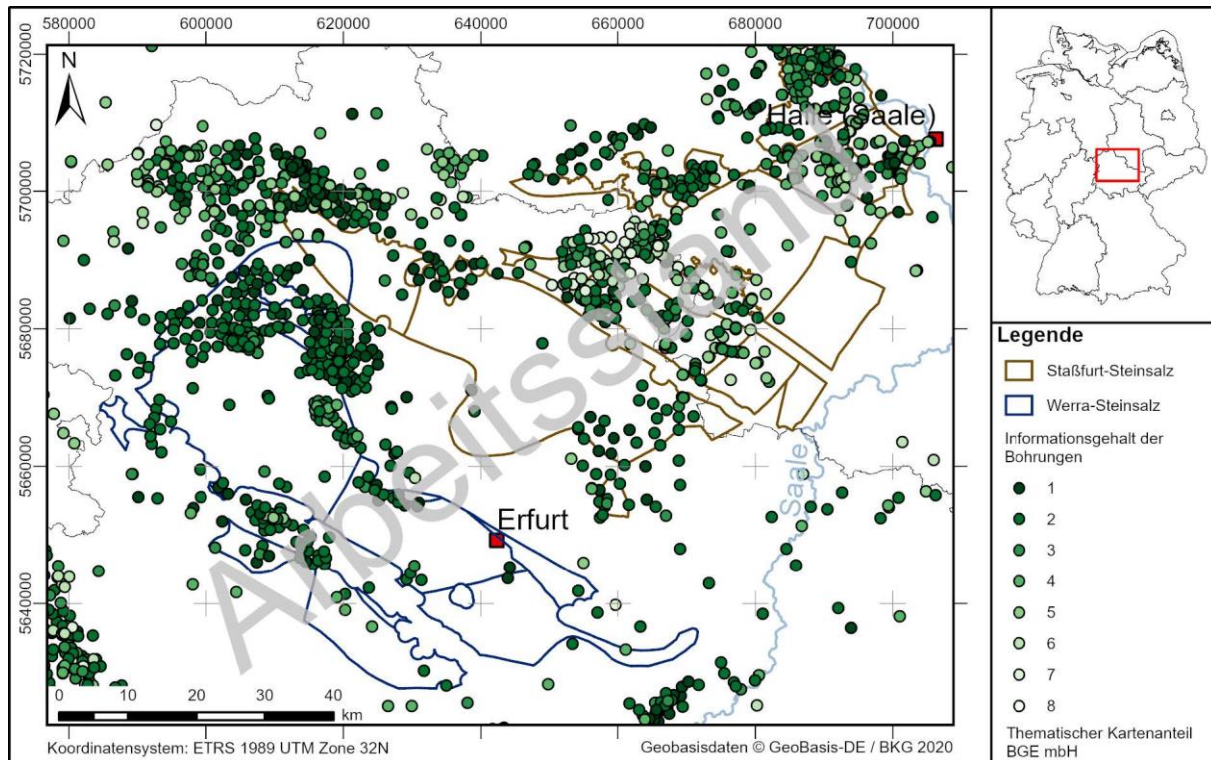 580000 600000 620000 640000 660000 680000 700000
5720000
5700000
5680000
5660000
5640000
N
Halle (Saale)
Erfurt
Saale
Arbeitsstand
0 10 20 30 40
km
Koordinatensystem: ETRS 1989 UTM Zone 32N
Geobasisdaten © GeoBasis-DE / BKG 2020
Legende
Staßfurt-Steinsalz
Werra-Steinsalz
Informationsgehalt der
Bohrungen
1
2
3
4
5
6
7
8
Thematischer Kartenanteil
BGE mbH